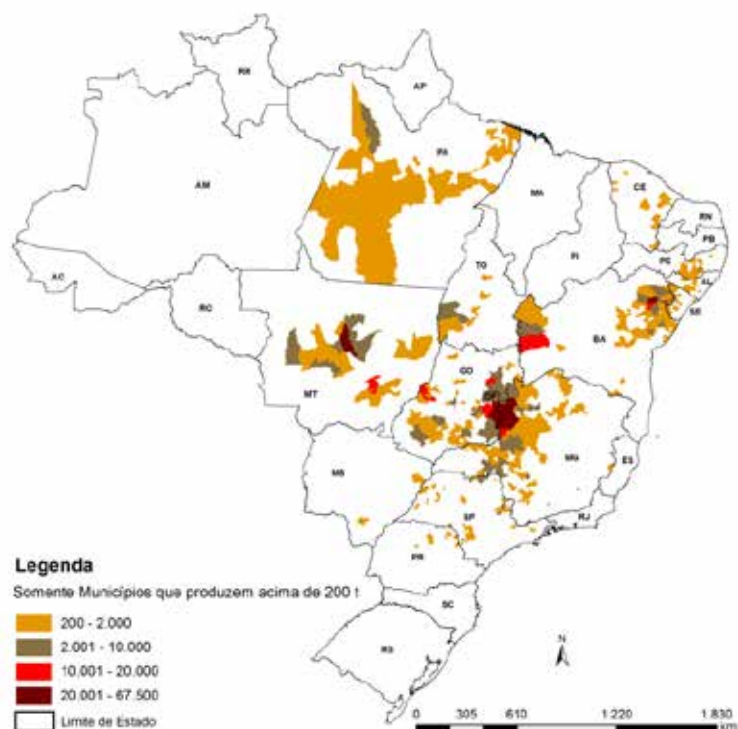 RR
AP
AM
PA
MA
CE
RN
PB
PE
AL
SE
PI
TO
AC
RO
BA
MT
GO
DF
MG
ES
MS
SP
RJ
PR
SC
RS
Legenda
Somente Municípios que produzem acima de 200 t
200 - 2.000
2.001 - 10.000
10.001 - 20.000
20.001 - 67.500
Limite de Estado
N
0 305 610 1.220 1.830
km